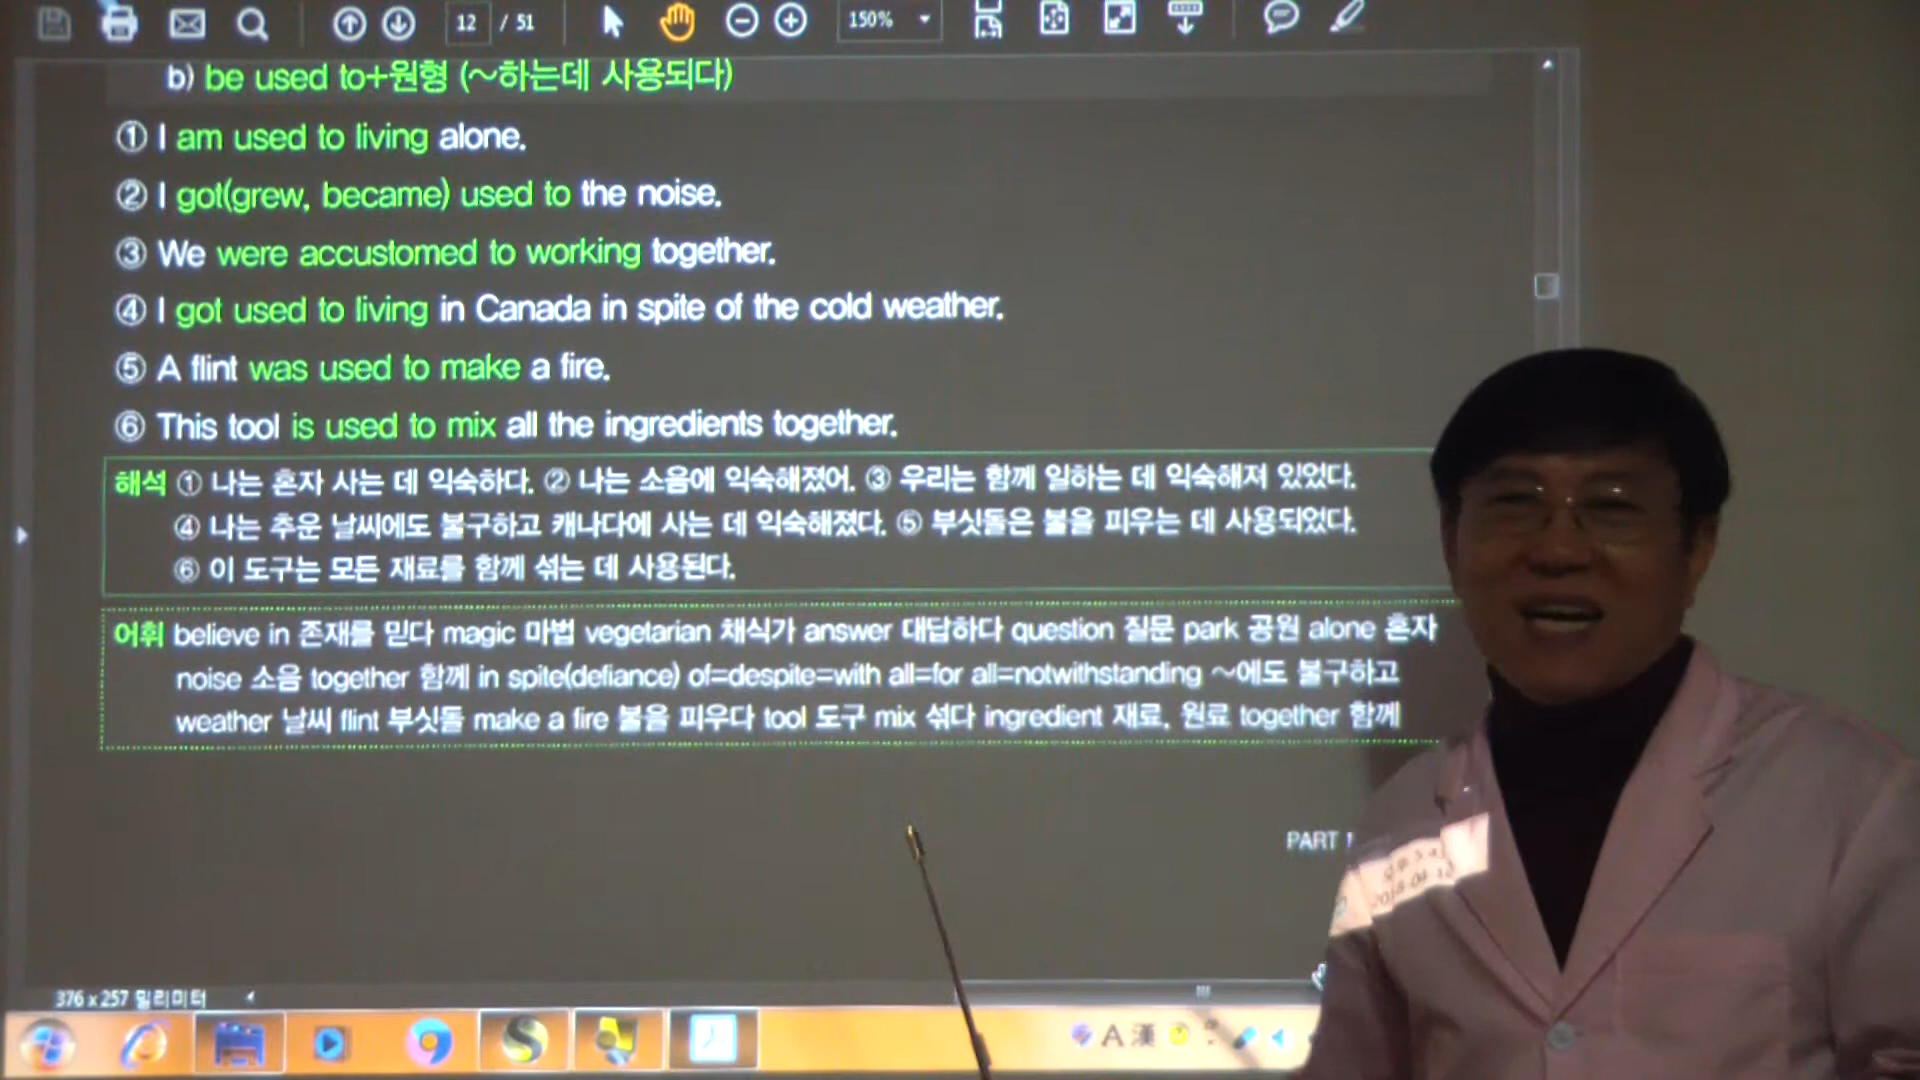 12 / 51 150%
b) be used to+원형 (～하는데 사용되다)
① I am used to living alone.
② I got(grew, became) used to the noise.
③ We were accustomed to working together.
④ I got used to living in Canada in spite of the cold weather.
⑤ A flint was used to make a fire.
⑥ This tool is used to mix all the ingredients together.
해석 ① 나는 혼자 사는 데 익숙하다. ② 나는 소음에 익숙해졌어. ③ 우리는 함께 일하는 데 익숙해져 있었다.
④ 나는 추운 날씨에도 불구하고 캐나다에 사는 데 익숙해졌다. ⑤ 부싯돌은 불을 피우는 데 사용되었다.
⑥ 이 도구는 모든 재료를 함께 섞는 데 사용된다.
어휘 believe in 존재를 믿다 magic 마법 vegetarian 채식가 answer 대답하다 question 질문 park 공원 alone 혼자
noise 소음 together 함께 in spite(defiance) of=despite=with all=for all=notwithstanding ～에도 불구하고
weather 날씨 flint 부싯돌 make a fire 불을 피우다 tool 도구 mix 섞다 ingredient 재료, 원료 together 함께
PART 1
376 x 257 밀리미터
A 漢